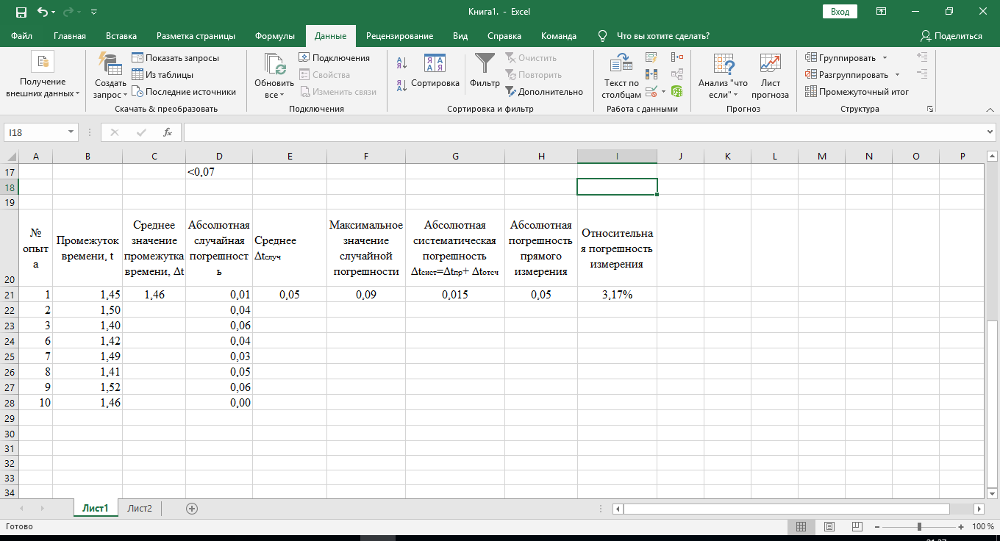 Книга1. - Excel
Вход
Файл Главная Вставка Разметка страницы Формулы Данные Рецензирование Вид Справка Команда Что вы хотите сделать? Поделиться
Получение внешних данных
Создать запрос
Показать запросы
Из таблицы
Последние источники
Скачать & преобразовать
Обновить все
Подключения
Свойства
Изменить связи
Подключения
Сортировка
Фильтр
Очистить
Повторить
Дополнительно
Сортировка и фильтр
Текст по столбцам
Работа с данными
Анализ "что если"
Лист прогноза
Прогноз
Группировать
Разгруппировать
Промежуточный итог
Структура
I18 fx
A B C D E F G H I J K L M N O P
17 <0,07
18
19
20
№ опыта
Промежуток времени, t
Среднее значение промежутка времени, Δt
Абсолютная случайная погрешность
Среднее Δtслуч
Максимальное значение случайной погрешности
Абсолютная систематическая погрешность Δtсист=Δtпр+ Δtотсч
Абсолютная погрешность прямого измерения
Относительная погрешность измерения
21 1 1,45 1,46 0,01 0,05 0,09 0,015 0,05 3,17%
22 2 1,50 0,04
23 3 1,40 0,06
24 6 1,42 0,04
25 7 1,49 0,03
26 8 1,41 0,05
27 9 1,52 0,06
28 10 1,46 0,00
29
30
31
32
33
34
Лист1 Лист2
Готово
100 %